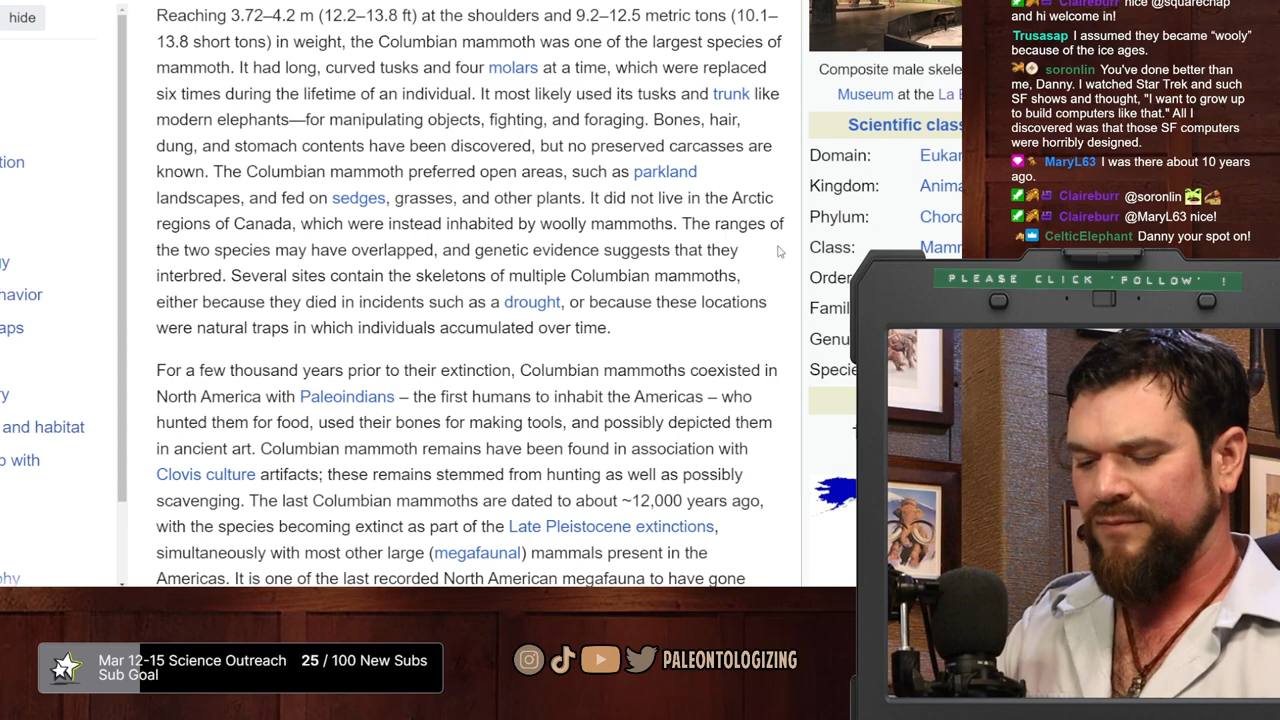 hide
tion
gy
havior
aps
ry
and habitat
p with
phy
Reaching 3.72–4.2 m (12.2–13.8 ft) at the shoulders and 9.2–12.5 metric tons (10.1–
13.8 short tons) in weight, the Columbian mammoth was one of the largest species of
mammoth. It had long, curved tusks and four molars at a time, which were replaced
six times during the lifetime of an individual. It most likely used its tusks and trunk like
modern elephants—for manipulating objects, fighting, and foraging. Bones, hair,
dung, and stomach contents have been discovered, but no preserved carcasses are
known. The Columbian mammoth preferred open areas, such as parkland
landscapes, and fed on sedges, grasses, and other plants. It did not live in the Arctic
regions of Canada, which were instead inhabited by woolly mammoths. The ranges of
the two species may have overlapped, and genetic evidence suggests that they
interbred. Several sites contain the skeletons of multiple Columbian mammoths,
either because they died in incidents such as a drought, or because these locations
were natural traps in which individuals accumulated over time.
For a few thousand years prior to their extinction, Columbian mammoths coexisted in
North America with Paleoindians – the first humans to inhabit the Americas – who
hunted them for food, used their bones for making tools, and possibly depicted them
in ancient art. Columbian mammoth remains have been found in association with
Clovis culture artifacts; these remains stemmed from hunting as well as possibly
scavenging. The last Columbian mammoths are dated to about ~12,000 years ago,
with the species becoming extinct as part of the Late Pleistocene extinctions,
simultaneously with most other large (megafaunal) mammals present in the
Americas. It is one of the last recorded North American megafauna to have gone
Composite male skele
Museum at the La B
Scientific clas
Domain: Eukar
Kingdom: Anima
Phylum: Chord
Class: Mamm
Order
Famil
Genu
Specie
Claireburr nice @squarechap
and hi welcome in!
Trusasap I assumed they became “wooly”
because of the ice ages.
soronlin You've done better than
me, Danny. I watched Star Trek and such
SF shows and thought, "I want to grow up
to build computers like that." All I
discovered was that those SF computers
were horribly designed.
MaryL63 I was there about 10 years
ago.
Claireburr @soronlin
Claireburr @MaryL63 nice!
CelticElephant Danny your spot on!
PLEASE CLICK 'FOLLOW' !
Mar 12-15 Science Outreach 25 / 100 New Subs
Sub Goal
PALEONTOLOGIZING